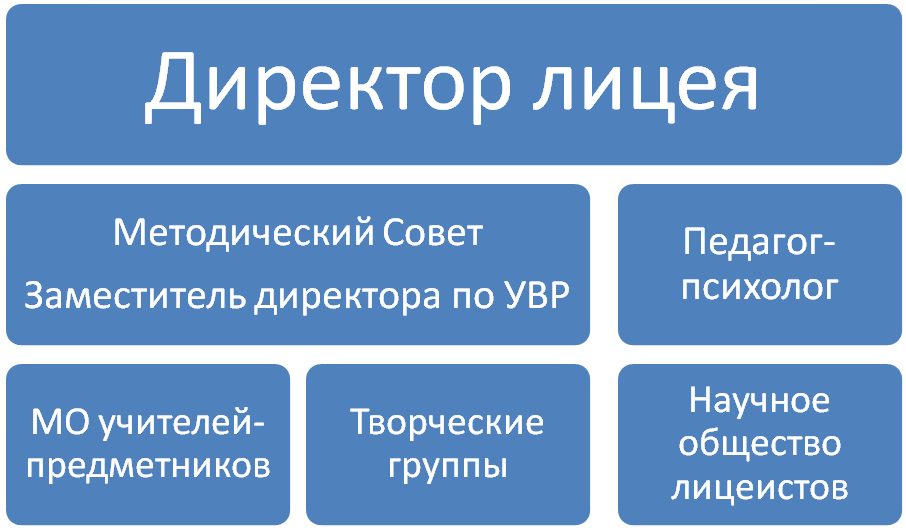 Директор лицея
Методический Совет
Заместитель директора по УВР
Педагог-
психолог
МО учителей-
предметников
Творческие
группы
Научное
общество
лицеистов